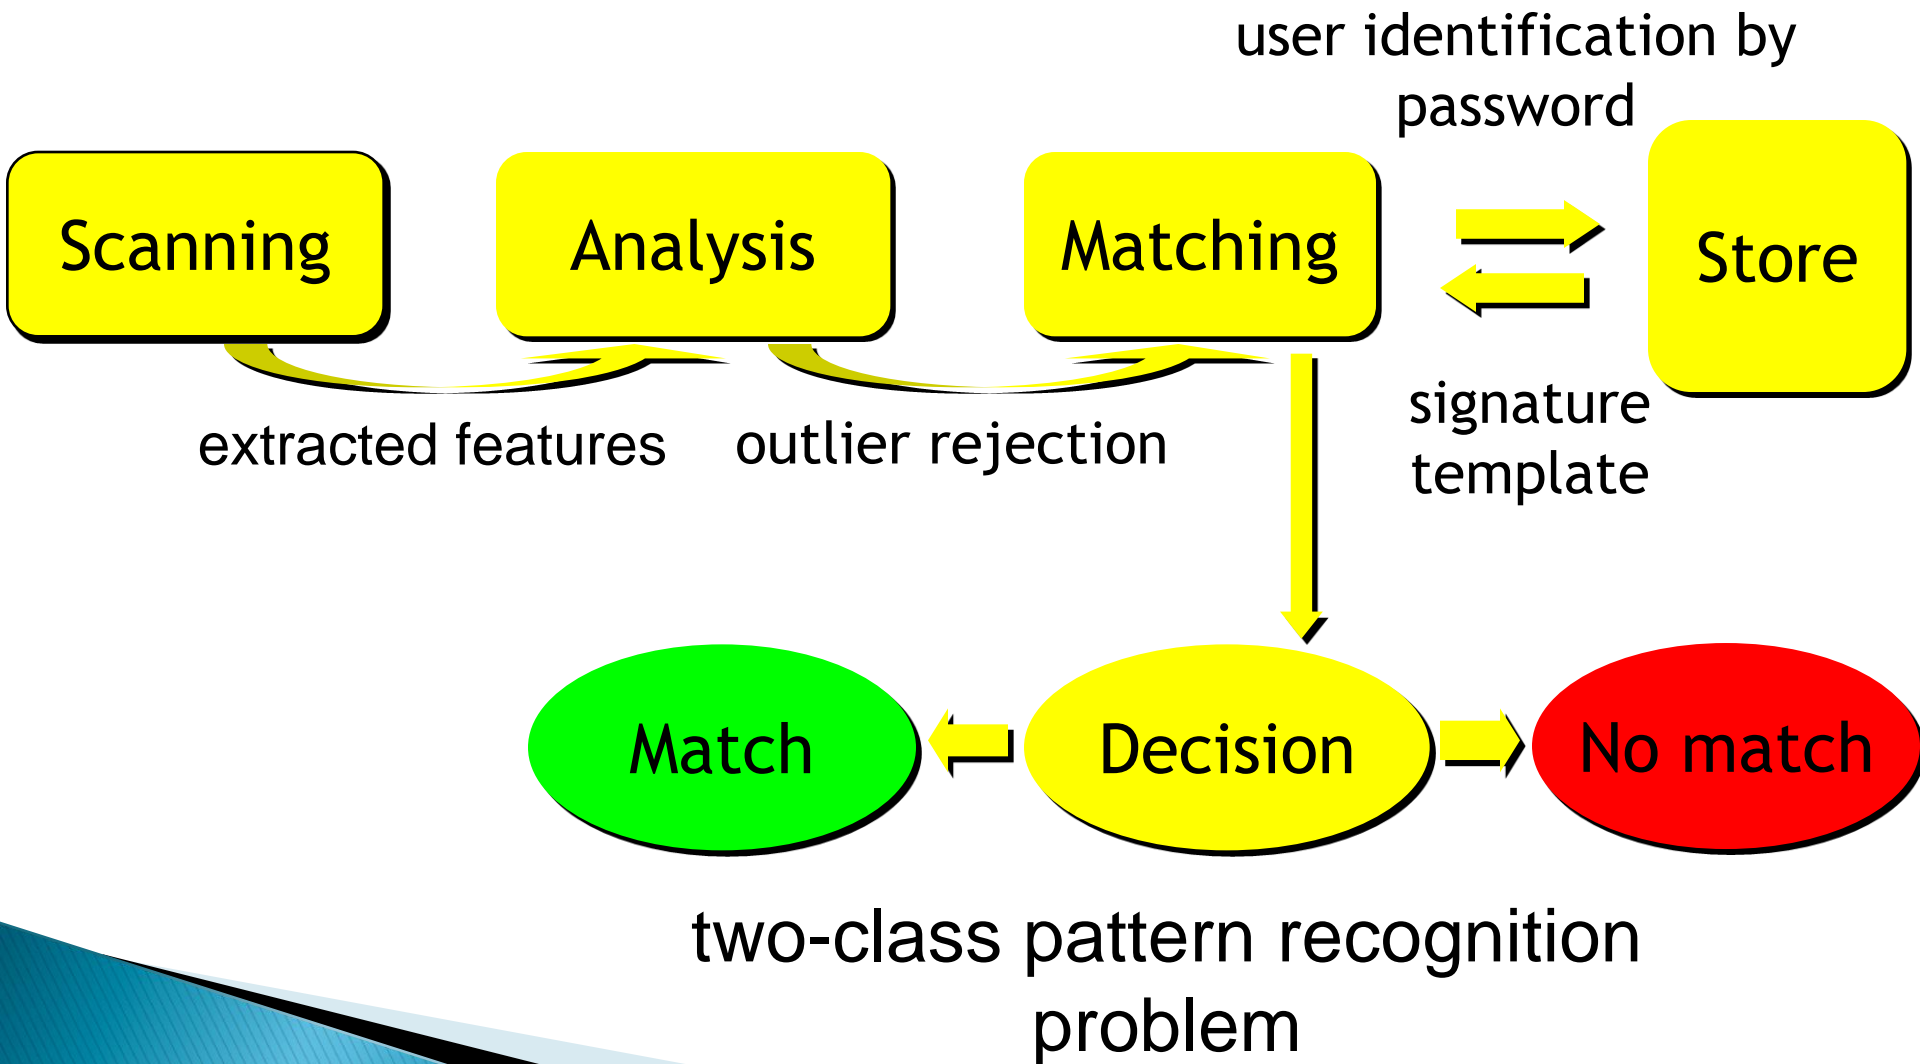 user identification by
password
Scanning
Analysis
Matching
Store
extracted features
outlier rejection
signature
template
Match
Decision
No match
two-class pattern recognition
problem